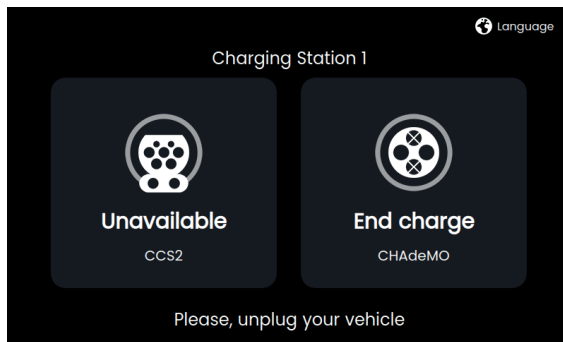 Language
Charging Station 1
Unavailable
CCS2
End charge
CHAdeMO
Please, unplug your vehicle